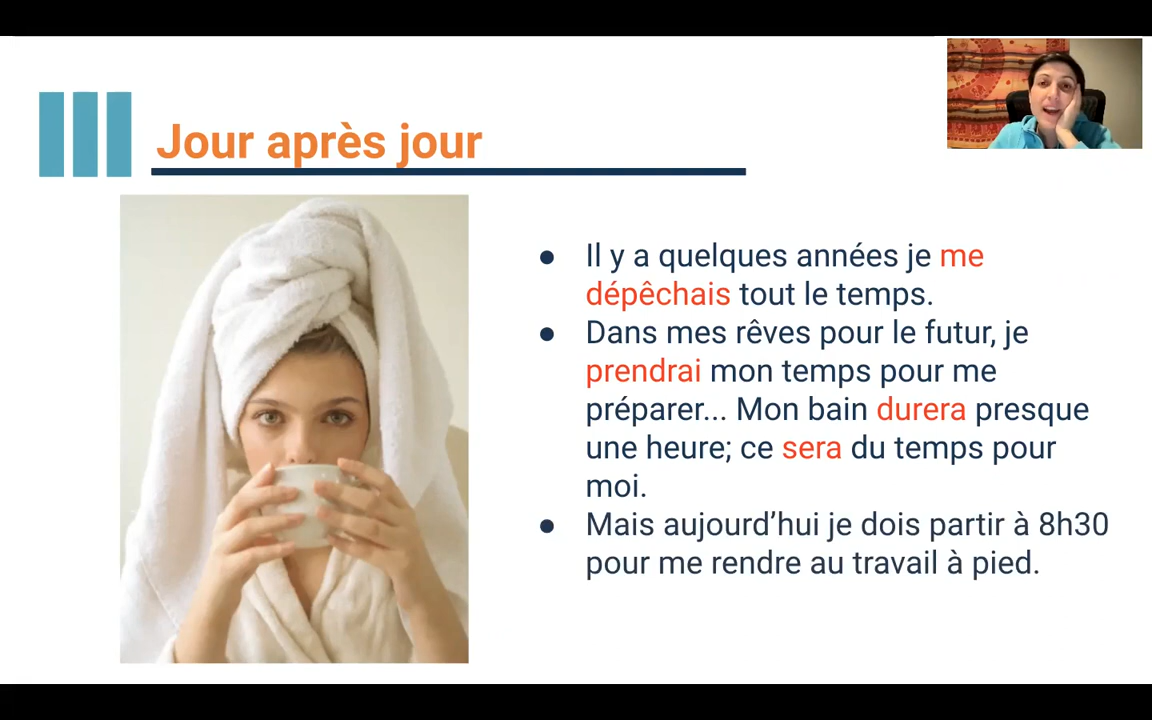 Jour après jour
● Il y a quelques années je me
dépêchais tout le temps.
● Dans mes rêves pour le futur, je
prendrai mon temps pour me
préparer... Mon bain durera presque
une heure; ce sera du temps pour
moi.
● Mais aujourd’hui je dois partir à 8h30
pour me rendre au travail à pied.